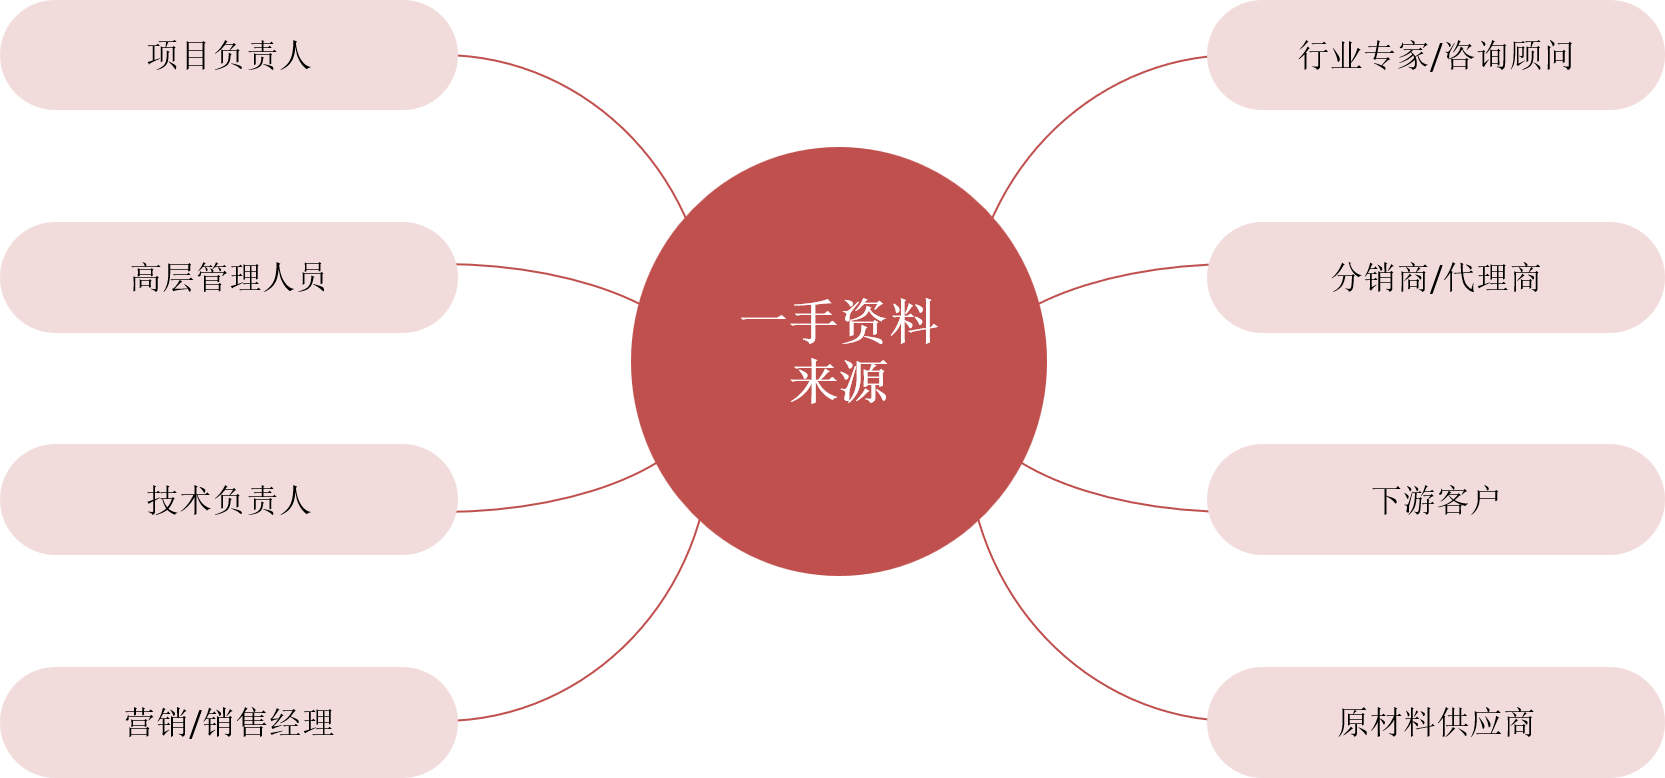 项目负责人
高层管理人员
技术负责人
营销/销售经理
一手资料
来源
行业专家/咨询顾问
分销商/代理商
下游客户
原材料供应商